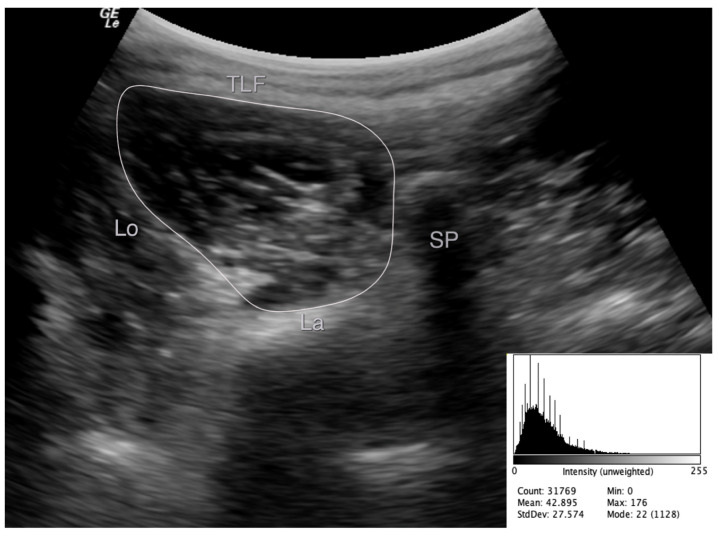 GE
Le
TLF
Lo
SP
La
0 Intensity (unweighted) 255
Count: 31769 Min: 0
Mean: 42.895 Max: 176
StdDev: 27.574 Mode: 22 (1128)